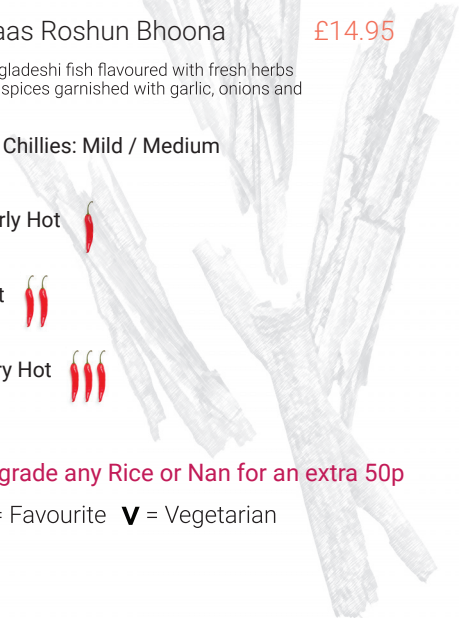 aas Roshun Bhoona £14.95
gladeshi fish flavoured with fresh herbs
spices garnished with garlic, onions and
Chillies: Mild / Medium
rly Hot
t
ry Hot
grade any Rice or Nan for an extra 50p
= Favourite V = Vegetarian